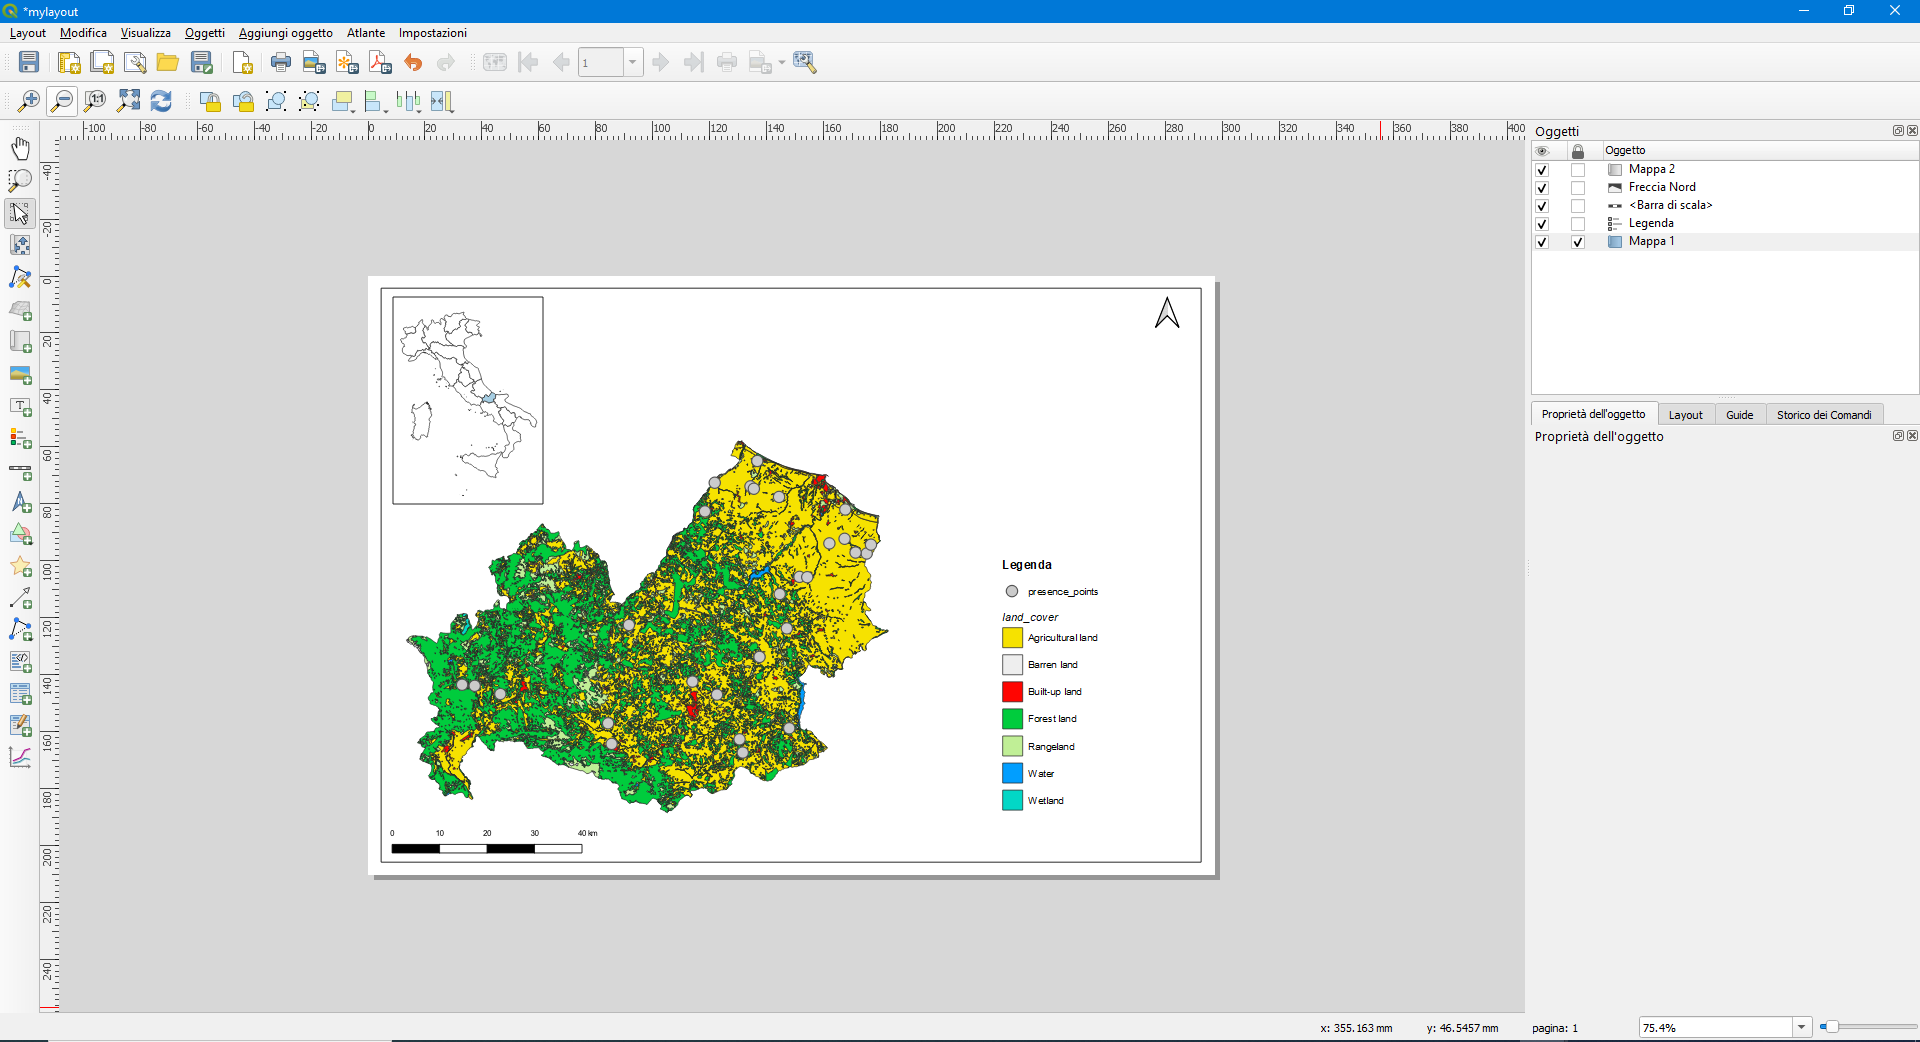 *mylayout
Layout Modifica Visualizza Oggetti Aggiungi oggetto Atlante Impostazioni
1
1:1
-100 -80 -60 -40 -20 0 20 40 60 80 100 120 140 160 180 200 220 240 260 280 300 320 340 360 380 400
-40
-20
0
20
40
60
80
100
120
140
160
180
200
220
240
Legenda
presence_points
land_cover
Agricultural land
Barren land
Built-up land
Forest land
Rangeland
Water
Wetland
0 10 20 30 40 km
Oggetti
Oggetto
Mappa 2
Freccia Nord
<Barra di scala>
Legenda
Mappa 1
Proprietà dell'oggetto Layout Guide Storico dei Comandi
Proprietà dell'oggetto
x: 355.163 mm y: 46.5457 mm pagina: 1 75.4%